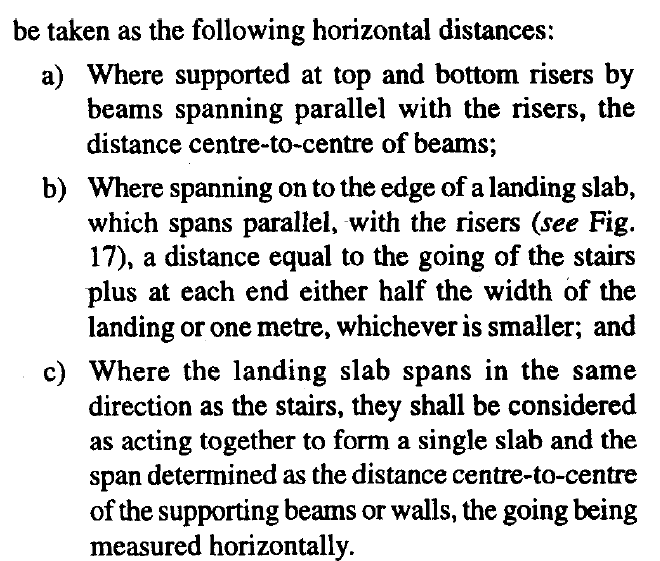 be taken as the following horizontal distances:
a) Where supported at top and bottom risers by
beams spanning parallel with the risers, the
distance centre-to-centre of beams;
b) Where spanning on to the edge of a landing slab,
which spans parallel, with the risers (see Fig.
17), a distance equal to the going of the stairs
plus at each end either half the width of the
landing or one metre, whichever is smaller; and
c) Where the landing slab spans in the same
direction as the stairs, they shall be considered
as acting together to form a single slab and the
span determined as the distance centre-to-centre
of the supporting beams or walls, the going being
measured horizontally.